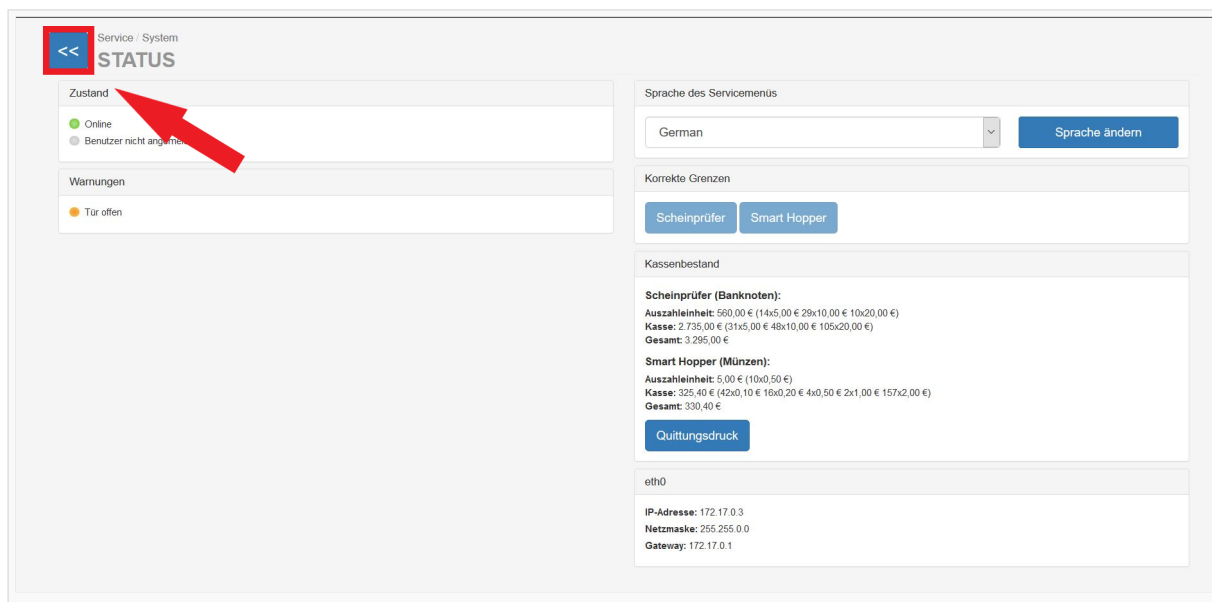 <<
Service / System
STATUS
Zustand
Online
Benutzer nicht
Warnungen
Tür offen
Sprache des Servicemenüs
German
Sprache ändern
Korrekte Grenzen
Scheinprüfer
Smart Hopper
Kassenbestand
Scheinprüfer (Banknoten):
Auszahleinheit: 560,00 € (14x5,00 € 29x10,00 € 10x20,00 €)
Kasse: 2.735,00 € (31x5,00 € 48x10,00 € 105x20,00 €)
Gesamt: 3.295,00 €
Smart Hopper (Münzen):
Auszahleinheit: 5,00 € (10x0,50 €)
Kasse: 325,40 € (42x0,10 € 16x0,20 € 4x0,50 € 2x1,00 € 157x2,00 €)
Gesamt: 330,40 €
Quittungsdruck
eth0
IP-Adresse: 172.17.0.3
Netzmaske: 255.255.0.0
Gateway: 172.17.0.1